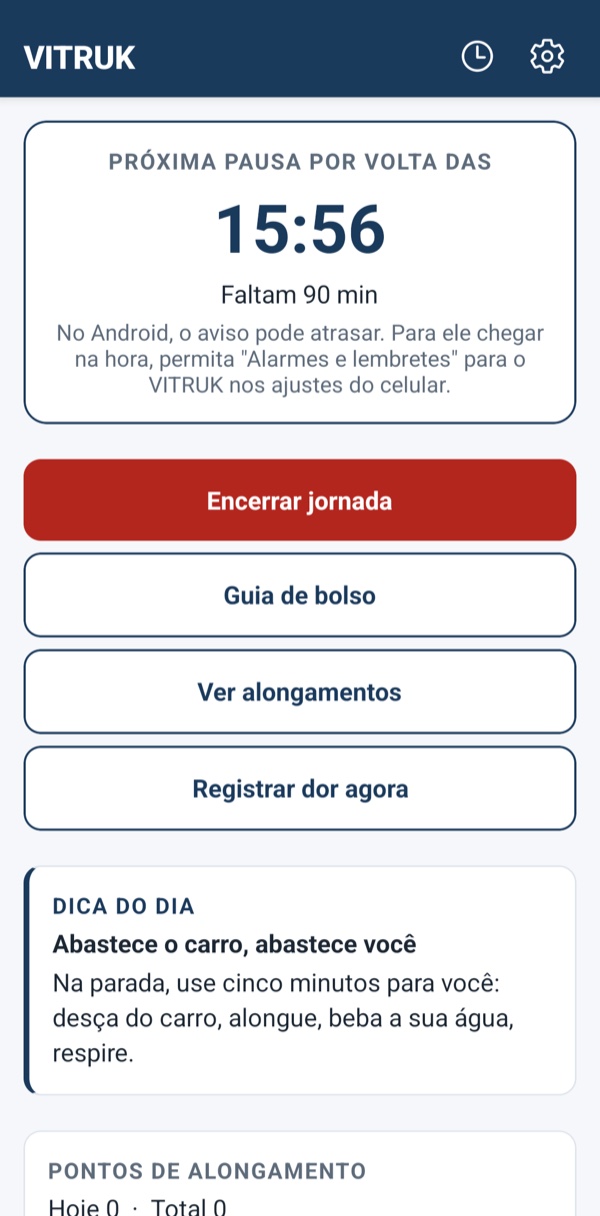 VITRUK
PRÓXIMA PAUSA POR VOLTA DAS
15:56
Faltam 90 min
No Android, o aviso pode atrasar. Para ele chegar
na hora, permita "Alarmes e lembretes" para o
VITRUK nos ajustes do celular.
Encerrar jornada
Guia de bolso
Ver alongamentos
Registrar dor agora
DICA DO DIA
Abastece o carro, abastece você
Na parada, use cinco minutos para você:
desça do carro, alongue, beba a sua água,
respire.
PONTOS DE ALONGAMENTO
Hoje 0 · Total 0